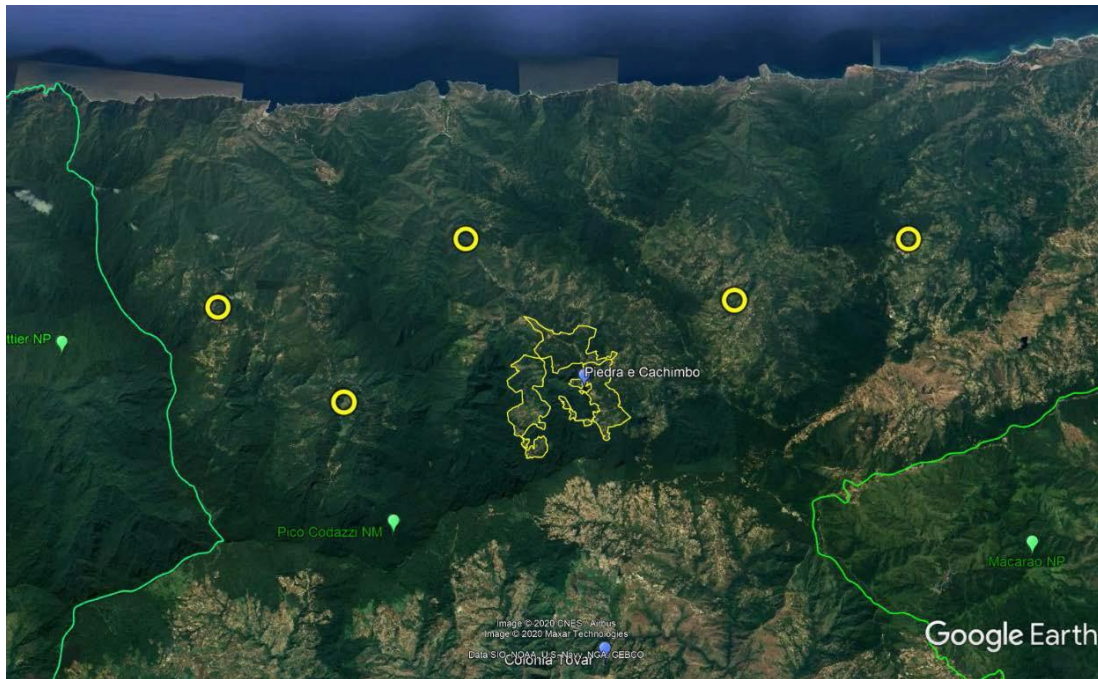 ttier NP
Piedra e Cachimbo
Pico Codazzi NM
Macarao NP
Image © 2020 CNES / Airbus
Image © 2020 Maxar Technologies
Data SIO, NOAA, U.S. Navy, NGA, GEBCO
Colonia Tovar
Google Earth